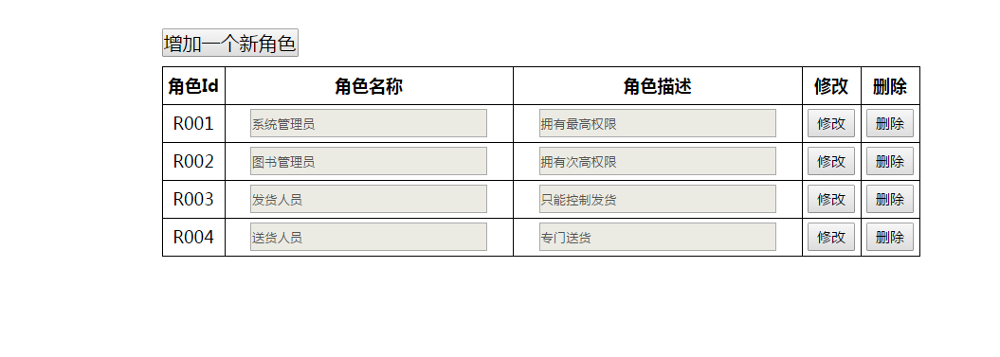 增加一个新角色
角色Id 角色名称 角色描述 修改 删除
R001 系统管理员 拥有最高权限 修改 删除
R002 图书管理员 拥有次高权限 修改 删除
R003 发货人员 只能控制发货 修改 删除
R004 送货人员 专门送货 修改 删除